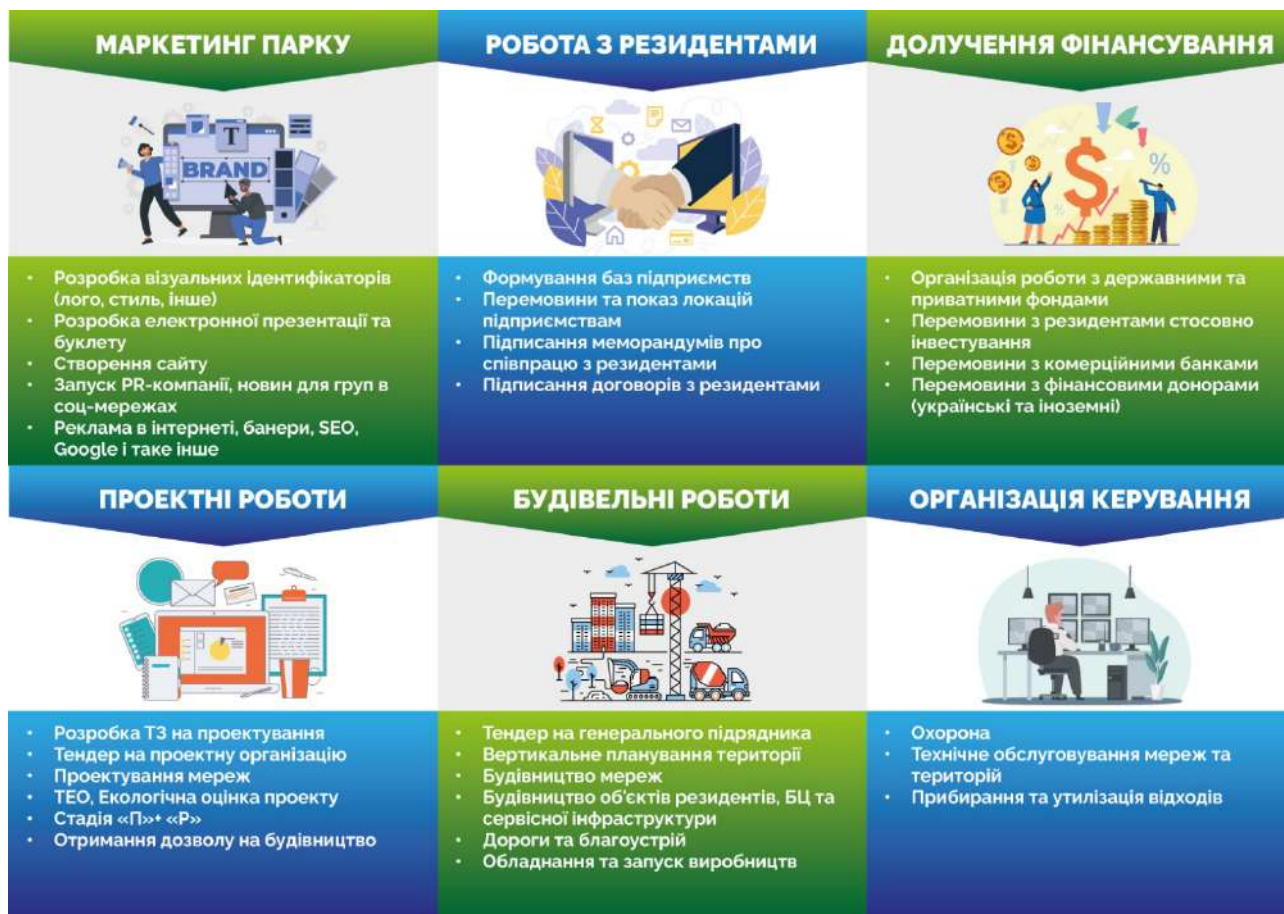 МАРКЕТИНГ ПАРКУ
T
BRAND
• Розробка візуальних ідентифікаторів
(лого, стиль, інше)
• Розробка електронної презентації та
буклету
• Створення сайту
• Запуск PR-компанії, новин для груп в
соц-мережах
• Реклама в інтернеті, банери, SEO,
Google і таке інше
РОБОТА З РЕЗИДЕНТАМИ
• Формування баз підприємств
• Перемовини та показ локацій
підприємствам
• Підписання меморандумів про
співпрацю з резидентами
• Підписання договорів з резидентами
ДОЛУЧЕННЯ ФІНАНСУВАННЯ
$
$
$
%
%
• Організація роботи з державними та
приватними фондами
• Перемовини з резидентами стосовно
інвестування
• Перемовини з комерційними банками
• Перемовини з фінансовими донорами
(українські та іноземні)
ПРОЕКТНІ РОБОТИ
• Розробка ТЗ на проектування
• Тендер на проектну організацію
• Проектування мереж
• ТЕО, Екологічна оцінка проекту
• Стадія «П»+ «Р»
• Отримання дозволу на будівництво
БУДІВЕЛЬНІ РОБОТИ
• Тендер на генерального підрядника
• Вертикальне планування території
• Будівництво мереж
• Будівництво об'єктів резидентів, БЦ та
сервісної інфраструктури
• Дороги та благоустрій
• Обладнання та запуск виробництв
ОРГАНІЗАЦІЯ КЕРУВАННЯ
• Охорона
• Технічне обслуговування мереж та
територій
• Прибирання та утилізація відходів